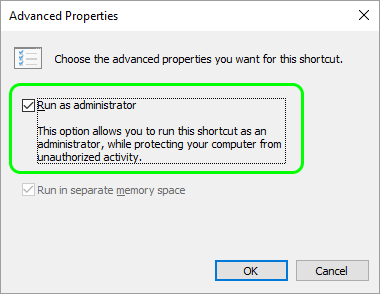 Advanced Properties
Choose the advanced properties you want for this shortcut.
Run as administrator
This option allows you to run this shortcut as an
administrator, while protecting your computer from
unauthorized activity.
Run in separate memory space
OK
Cancel